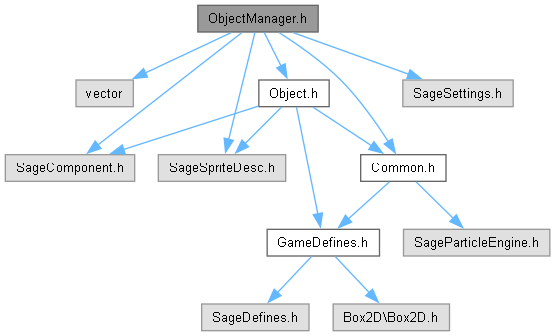 ObjectManager.h
vector
Object.h
SageSettings.h
SageComponent.h
SageSpriteDesc.h
Common.h
GameDefines.h
SageParticleEngine.h
SageDefines.h
Box2D\Box2D.h